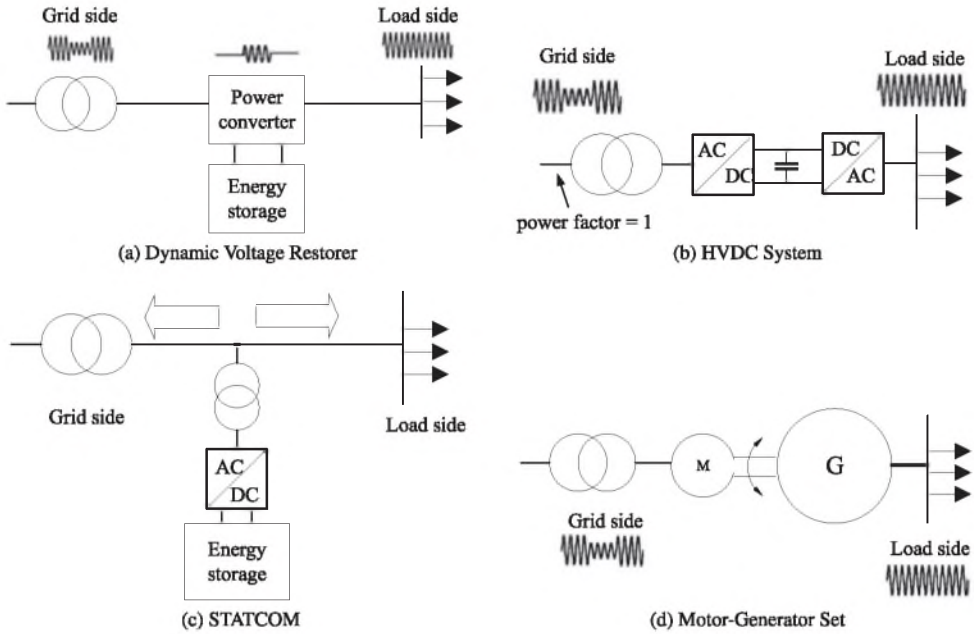 Grid side
Load side
Power
converter
Energy
storage
(a) Dynamic Voltage Restorer
Grid side
Load side
AC
DC
DC
AC
power factor = 1
(b) HVDC System
Grid side
Load side
AC
DC
Energy
storage
(c) STATCOM
M
G
Grid side
Load side
(d) Motor-Generator Set